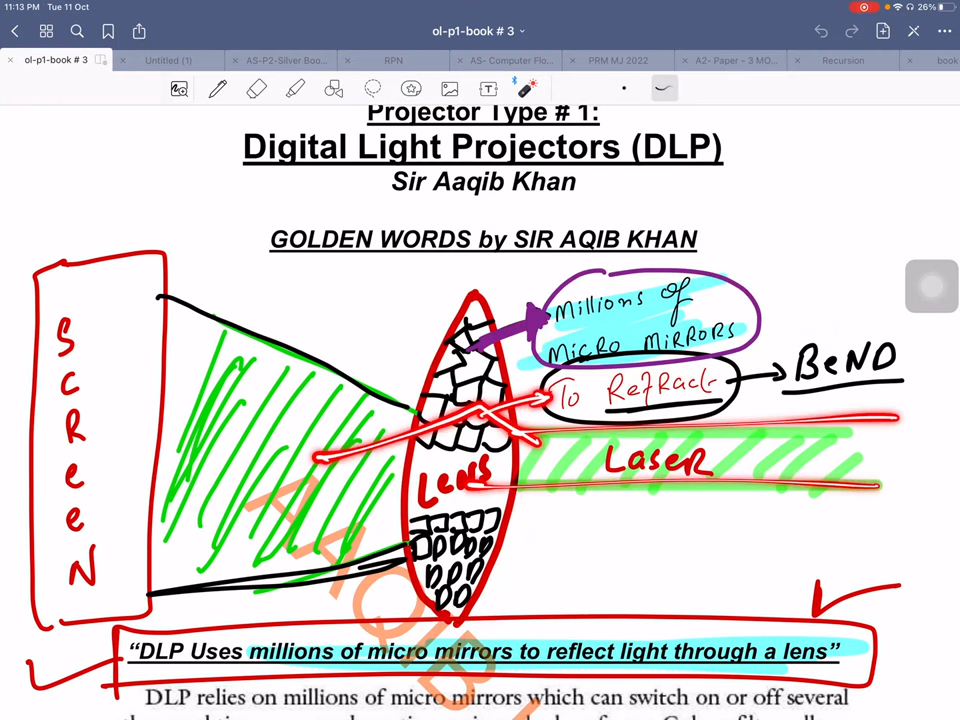 11:13 PM Tue 11 Oct
26%
ol-p1-book # 3
ol-p1-book # 3
Untitled (1)
AS-P2-Silver Boo...
RPN
AS- Computer Flo...
PRM MJ 2022
A2- Paper - 3 MO...
Recursion
book
Projector Type # 1:
Digital Light Projectors (DLP)
Sir Aaqib Khan
GOLDEN WORDS by SIR AQIB KHAN
Screen
Millions of
Micro Mirrors
To Refract
BeND
Laser
Lens
AAQIB
"DLP Uses millions of micro mirrors to reflect light through a lens"
DLP relies on millions of micro mirrors which can switch on or off several